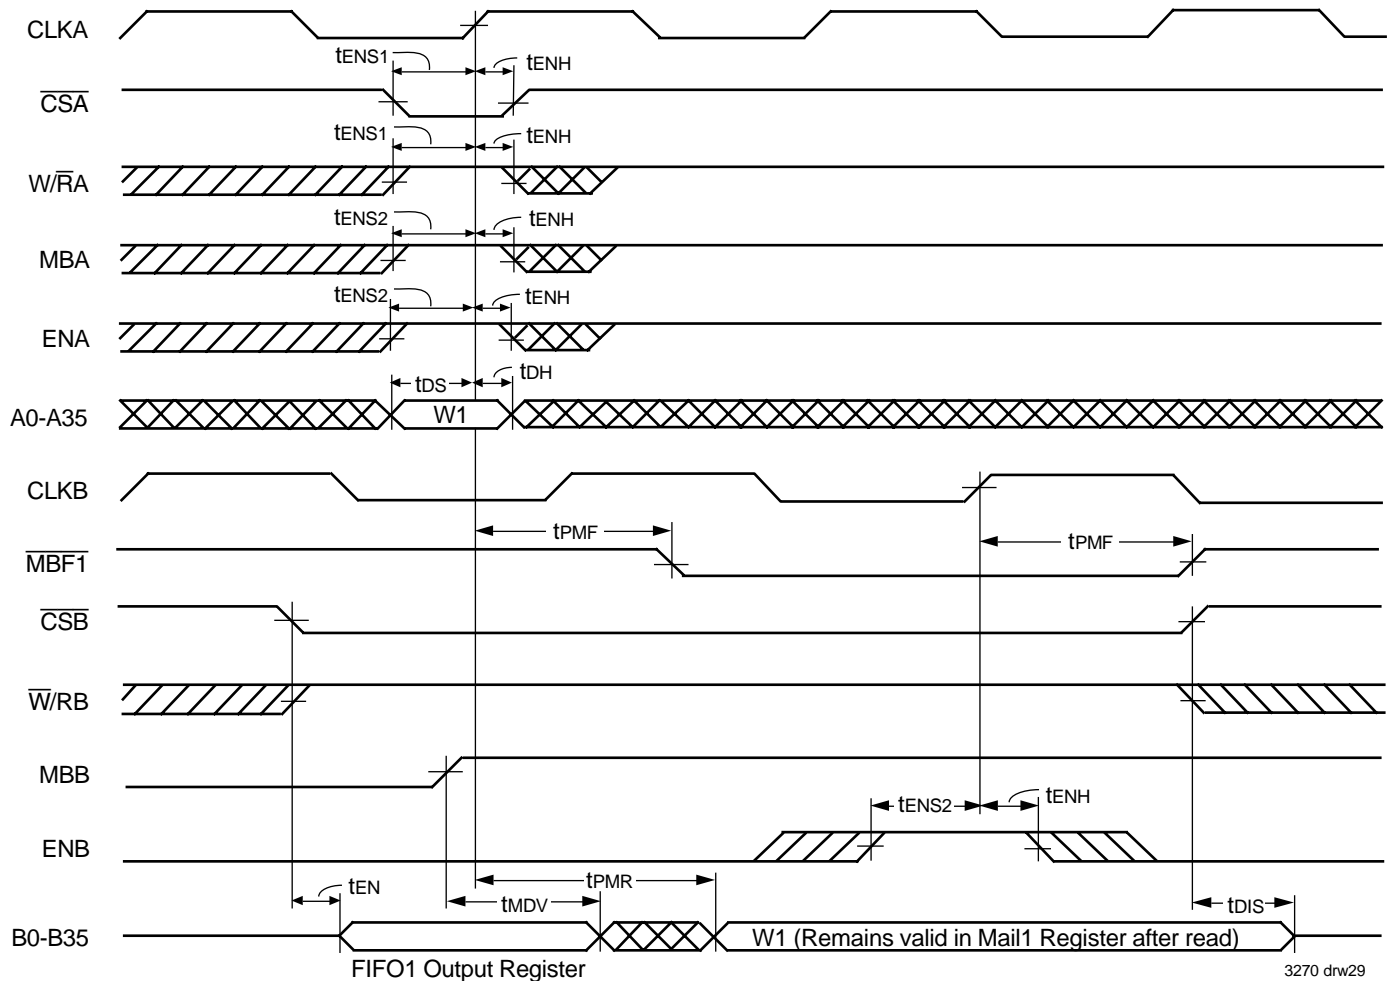 CLKA
tENS1
tENH
CSA
tENS1
tENH
W/RA
tENS2
tENH
MBA
tENS2
tENH
ENA
tDS
tDH
A0-A35
W1
CLKB
tPMF
tPMF
MBF1
CSB
W/RB
MBB
tENS2
tENH
ENB
tEN
tPMR
tMDV
tDIS
B0-B35
W1 (Remains valid in Mail1 Register after read)
FIFO1 Output Register
3270 drw29